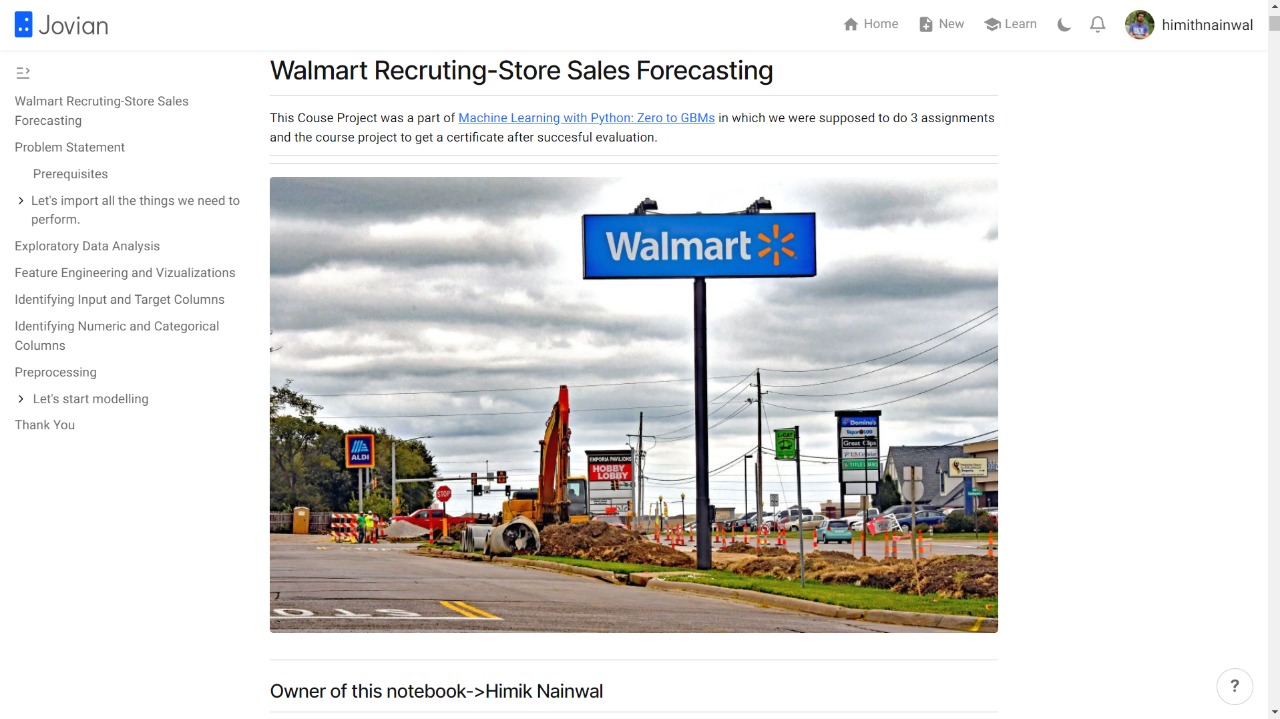 Jovian
Home
New
Learn
himithnainwal
Walmart Recruting-Store Sales
Forecasting
Problem Statement
Prerequisites
Let's import all the things we need to
perform.
Exploratory Data Analysis
Feature Engineering and Vizualizations
Identifying Input and Target Columns
Identifying Numeric and Categorical
Columns
Preprocessing
Let's start modelling
Thank You
Walmart Recruting-Store Sales Forecasting
This Couse Project was a part of Machine Learning with Python: Zero to GBMs in which we were supposed to do 3 assignments
and the course project to get a certificate after succesful evaluation.
Walmart
ALDI
STOP
EMPORIA PAVILIONS
HOBBY
LOBBY
Domino's
Great Clips
U.S. Cellular
STOP
Owner of this notebook->Himik Nainwal
?